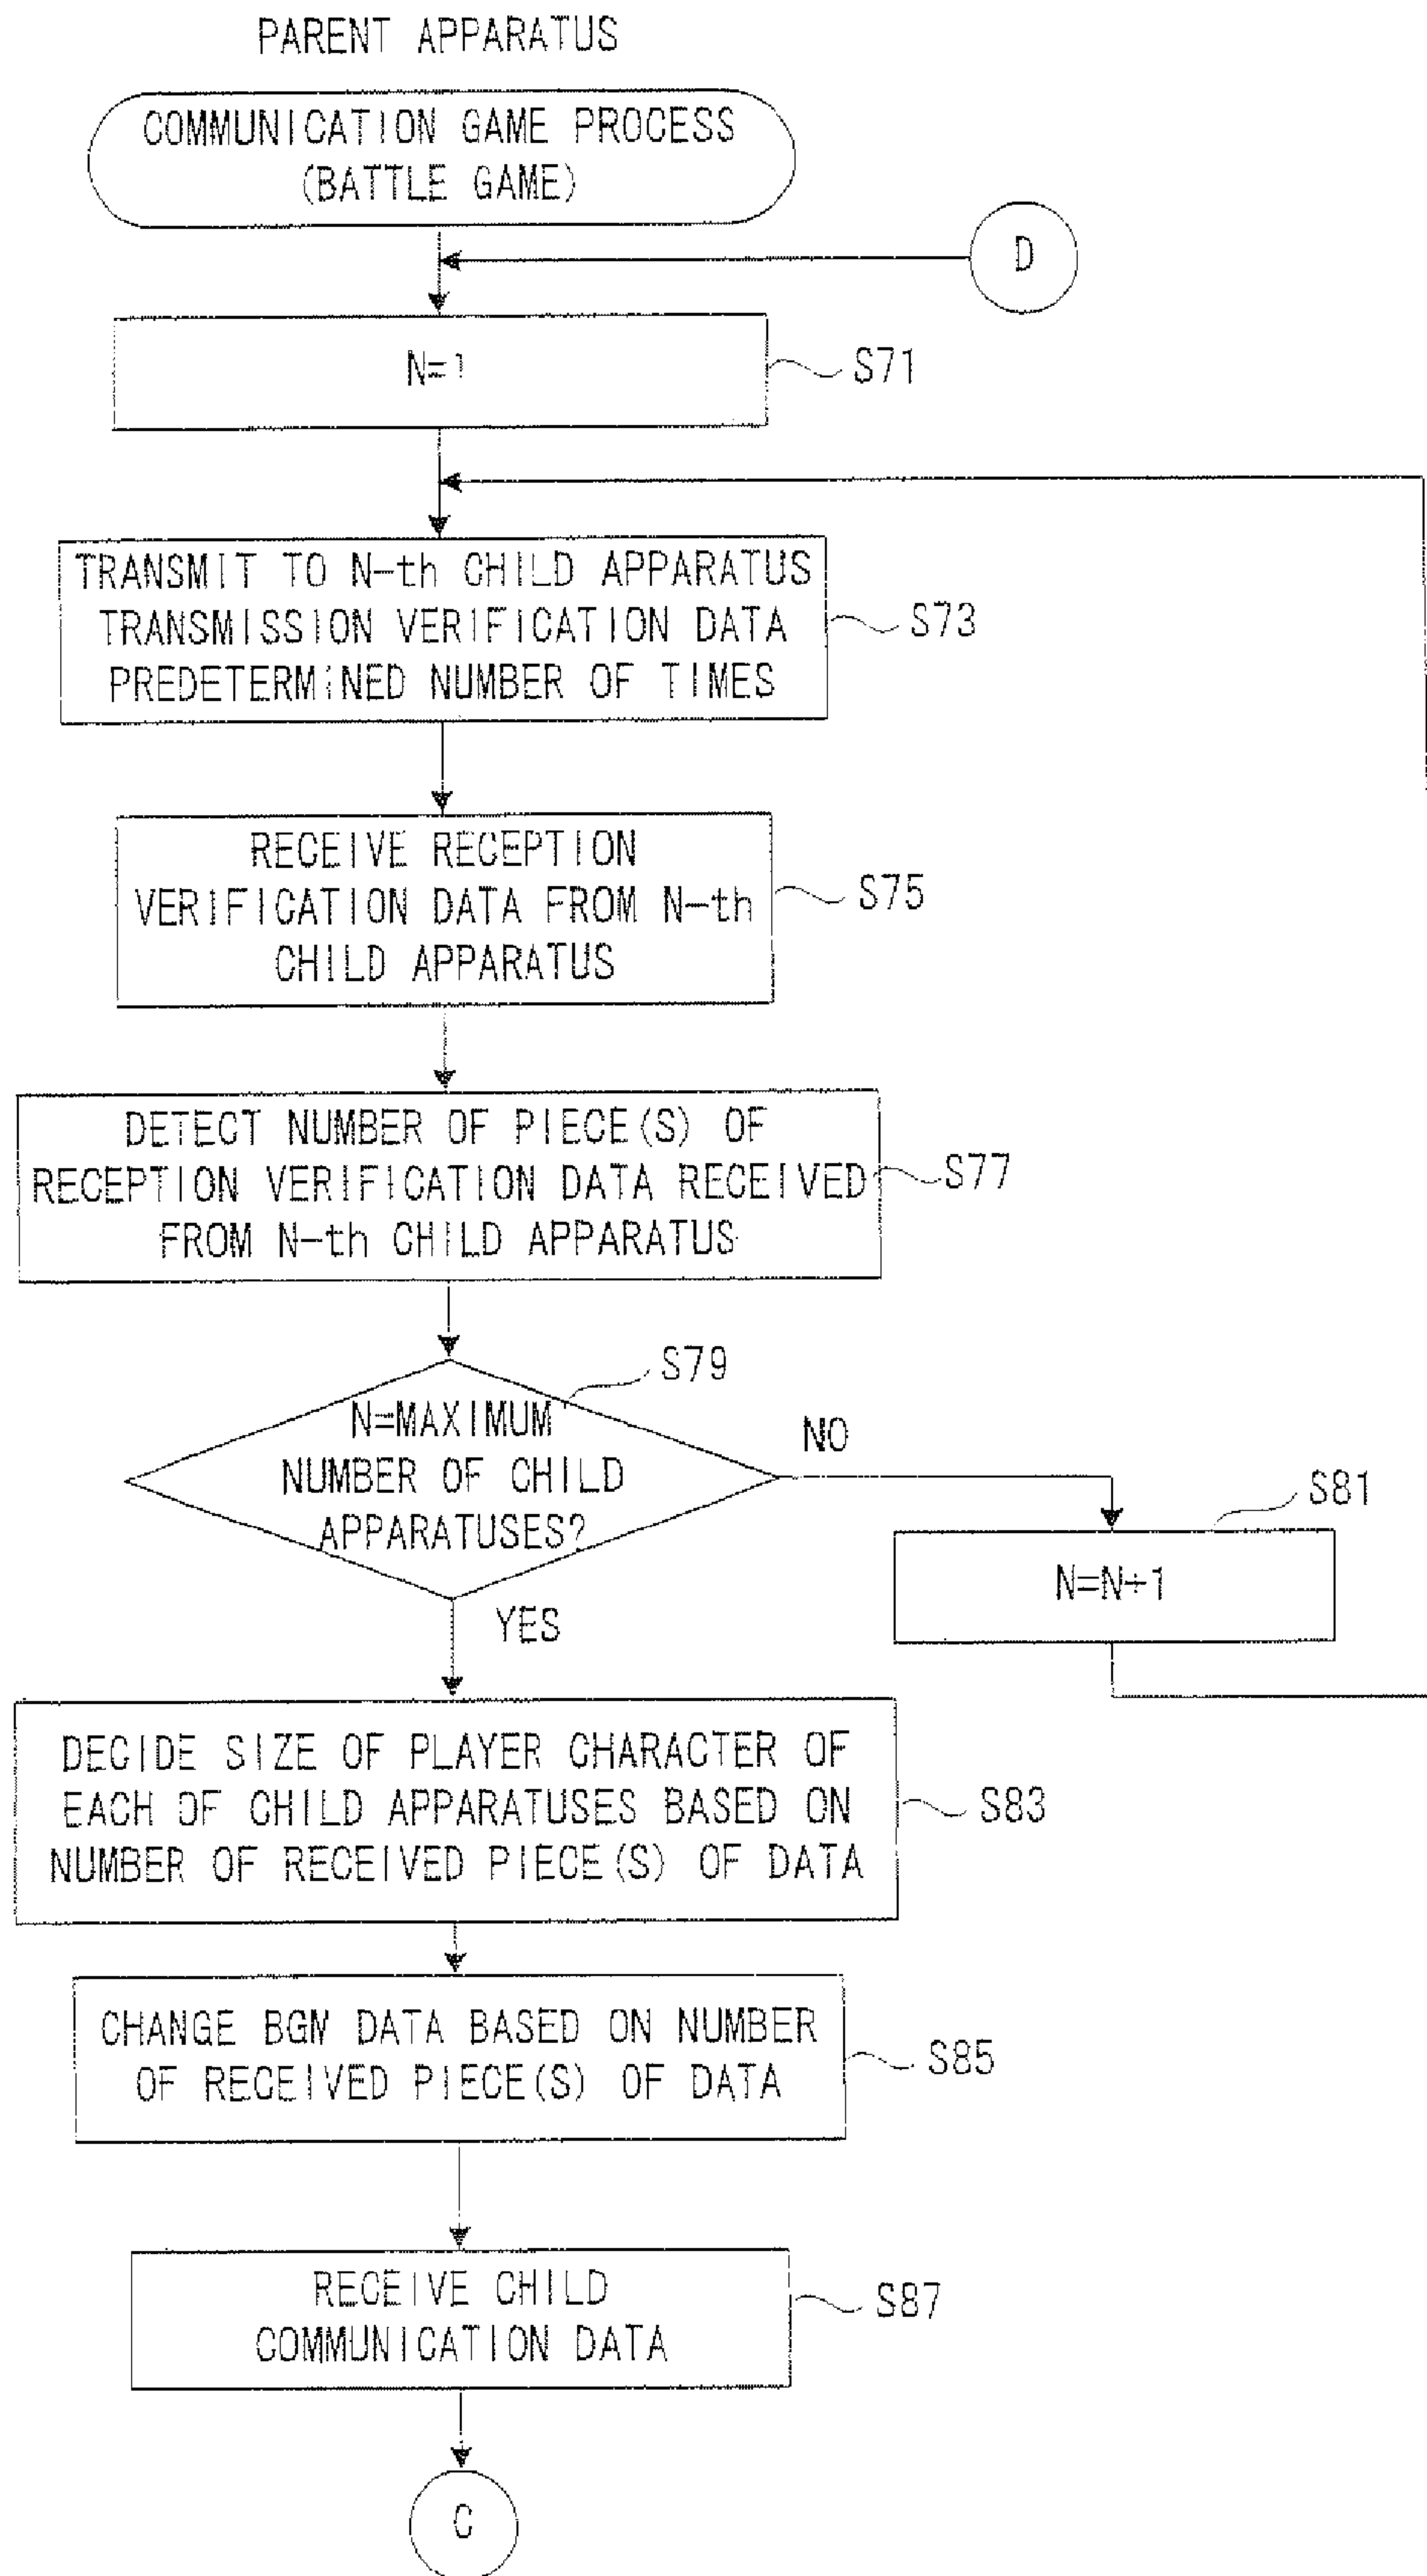 PARENT APPARATUS
COMMUNICATION GAME PROCESS
(BATTLE GAME)
D
N=1
S71
TRANSMIT TO N-th CHILD APPARATUS
TRANSMISSION VERIFICATION DATA
PREDETERMINED NUMBER OF TIMES
S73
RECEIVE RECEPTION
VERIFICATION DATA FROM N-th
CHILD APPARATUS
S75
DETECT NUMBER OF PIECE(S) OF
RECEPTION VERIFICATION DATA RECEIVED
FROM N-th CHILD APPARATUS
S77
S79
N=MAXIMUM
NUMBER OF CHILD
APPARATUSES?
NO
S81
N=N+1
YES
DECIDE SIZE OF PLAYER CHARACTER OF
EACH OF CHILD APPARATUSES BASED ON
NUMBER OF RECEIVED PIECE(S) OF DATA
S83
CHANGE BGM DATA BASED ON NUMBER
OF RECEIVED PIECE(S) OF DATA
S85
RECEIVE CHILD
COMMUNICATION DATA
S87
C